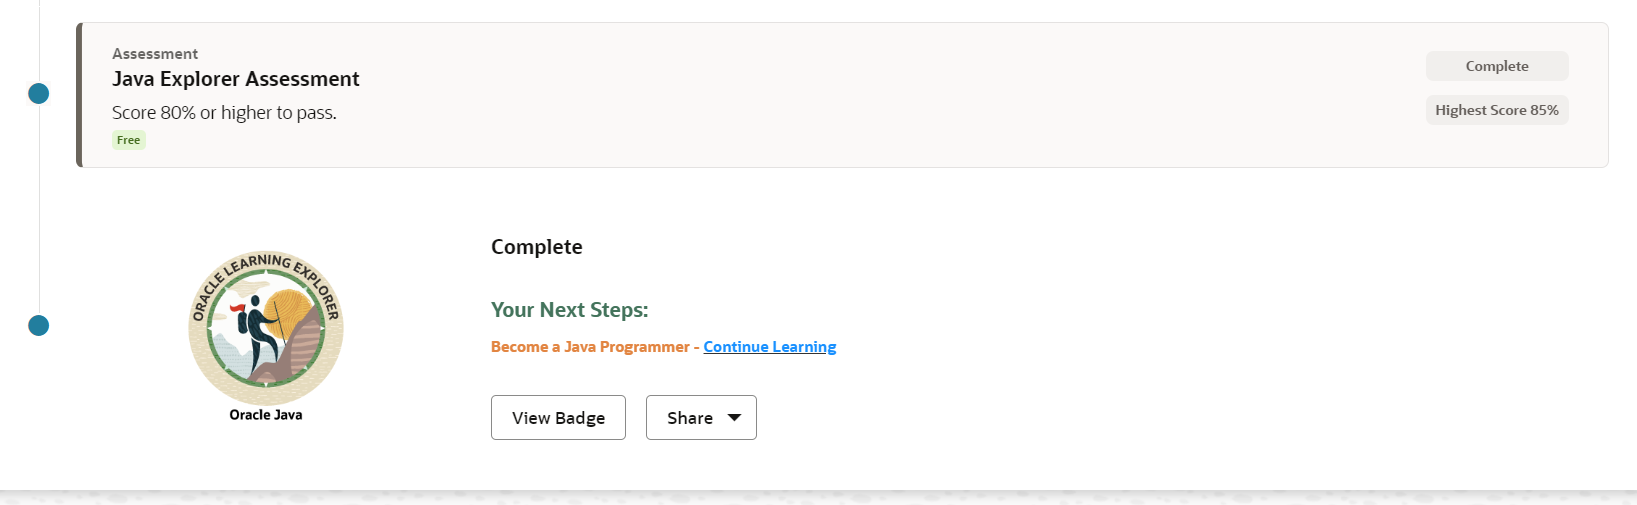 Assessment
Java Explorer Assessment
Complete
Score 80% or higher to pass.
Highest Score 85%
Free
ORACLE LEARNING EXPLORER
Oracle Java
Complete
Your Next Steps:
Become a Java Programmer - Continue Learning
View Badge
Share